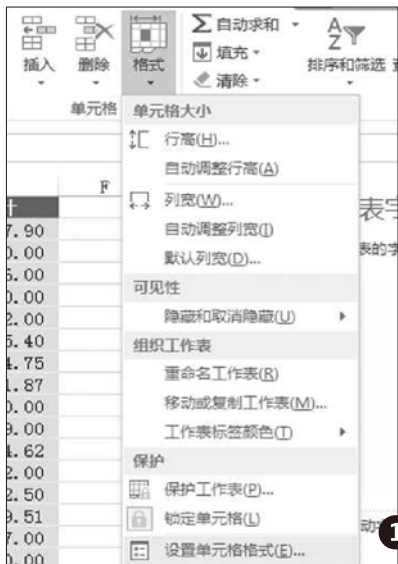 插入 删除 格式 自动求和
填充
清除
排序和筛选
单元格
单元格大小
行高(H)...
自动调整行高(A)
列宽(W)...
自动调整列宽(I)
默认列宽(D)...
可见性
隐藏和取消隐藏(U)
组织工作表
重命名工作表(R)
移动或复制工作表(M)...
工作表标签颜色(T)
保护
保护工作表(P)...
锁定单元格(L)
设置单元格格式(E)...
F
7.90
0.00
5.00
0.00
2.00
5.40
4.75
1.87
0.00
9.00
4.62
2.00
2.50
9.51
7.00
0.00
表字
表的字
动
1